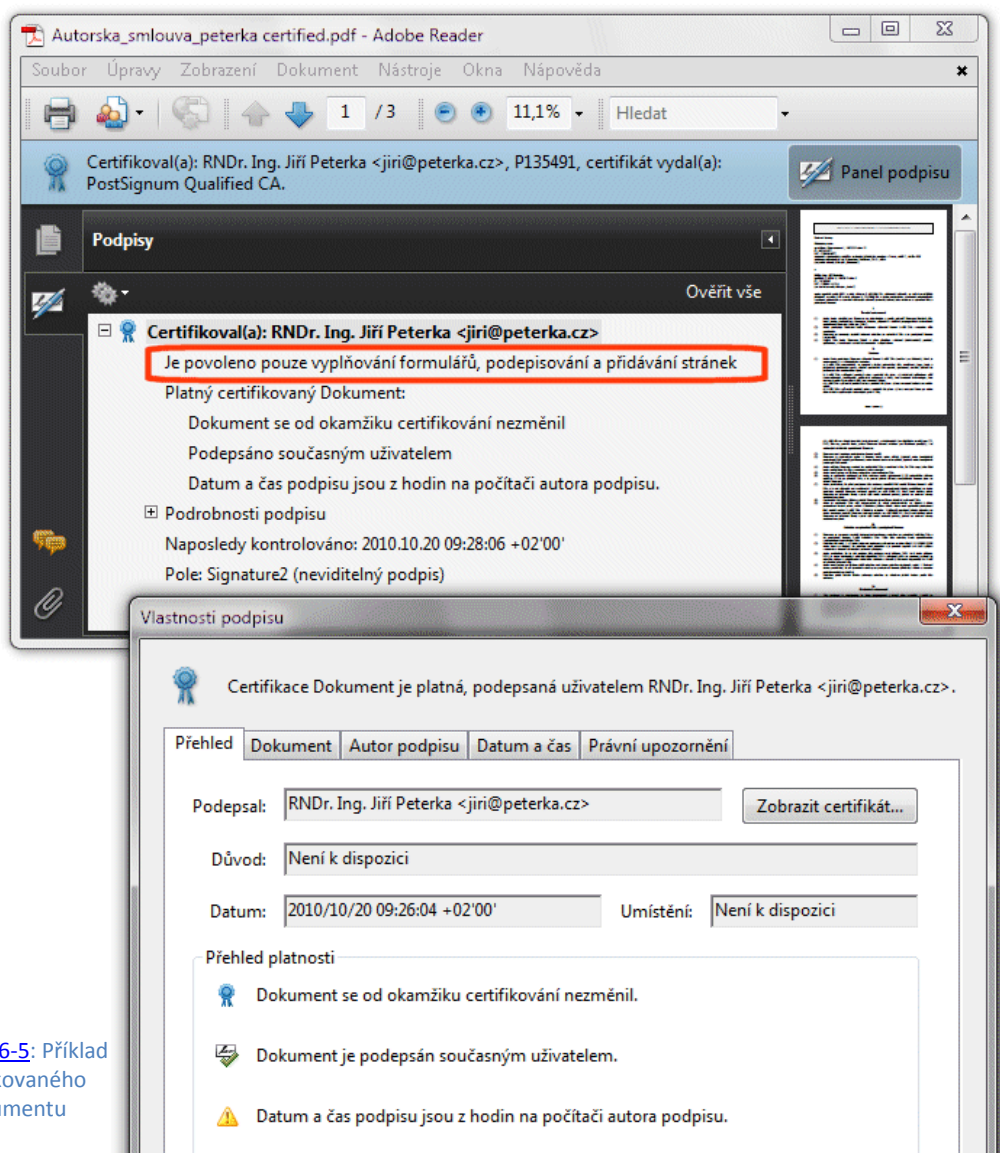 Autorska_smlouva_peterka certified.pdf - Adobe Reader
Soubor Úpravy Zobrazení Dokument Nástroje Okna Nápověda
1 / 3 11,1% Hledat
Certifikoval(a): RNDr. Ing. Jiří Peterka <jiri@peterka.cz>, P135491, certifikát vydal(a):
PostSignum Qualified CA.
Panel podpisu
Podpisy
Ověřit vše
Certifikoval(a): RNDr. Ing. Jiří Peterka <jiri@peterka.cz>
Je povoleno pouze vyplňování formulářů, podepisování a přidávání stránek
Platný certifikovaný Dokument:
Dokument se od okamžiku certifikování nezměnil
Podepsáno současným uživatelem
Datum a čas podpisu jsou z hodin na počítači autora podpisu.
Podrobnosti podpisu
Naposledy kontrolováno: 2010.10.20 09:28:06 +02'00'
Pole: Signature2 (neviditelný podpis)
Vlastnosti podpisu
Certifikace Dokument je platná, podepsaná uživatelem RNDr. Ing. Jiří Peterka <jiri@peterka.cz>.
Přehled Dokument Autor podpisu Datum a čas Právní upozornění
Podepsal: RNDr. Ing. Jiří Peterka <jiri@peterka.cz> Zobrazit certifikát...
Důvod: Není k dispozici
Datum: 2010/10/20 09:26:04 +02'00' Umístění: Není k dispozici
Přehled platnosti
Dokument se od okamžiku certifikování nezměnil.
Dokument je podepsán současným uživatelem.
Datum a čas podpisu jsou z hodin na počítači autora podpisu.
6-5: Příklad
kovaného
umentu